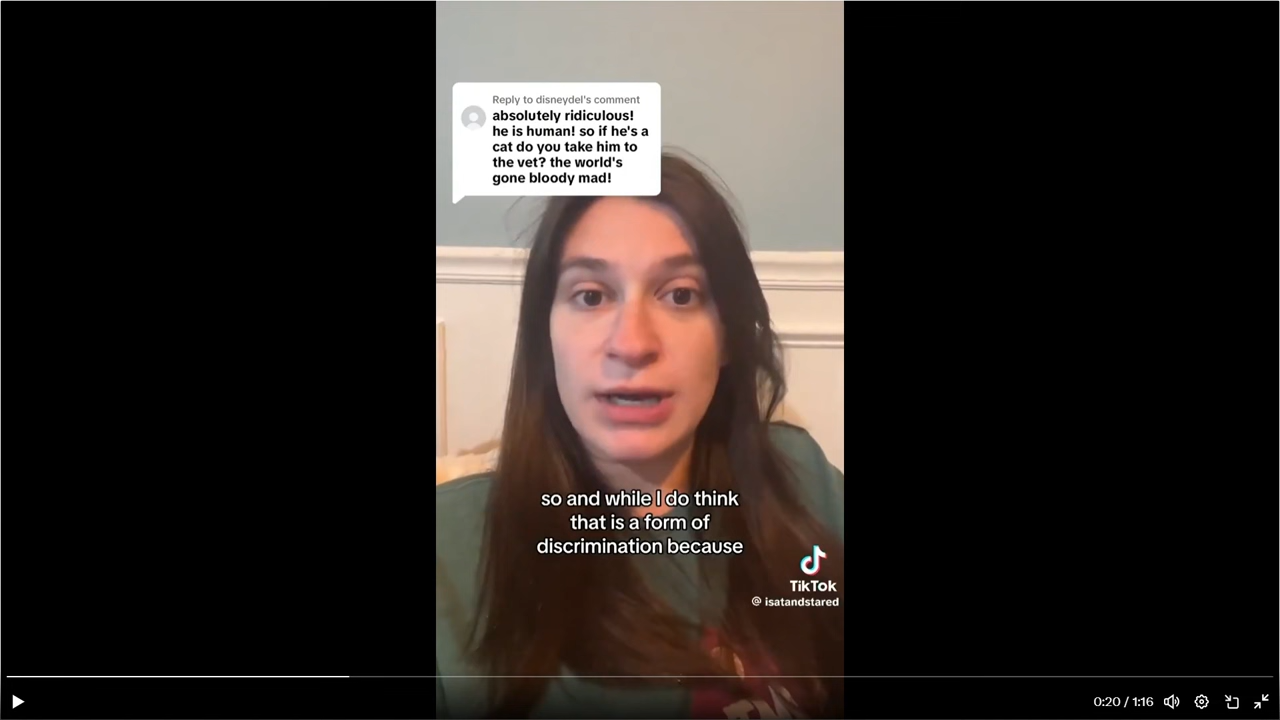 Reply to disneydel's comment
absolutely ridiculous!
he is human! so if he's a
cat do you take him to
the vet? the world's
gone bloody mad!
so and while I do think
that is a form of
discrimination because
TikTok
@ isatandstared
0:20 / 1:16